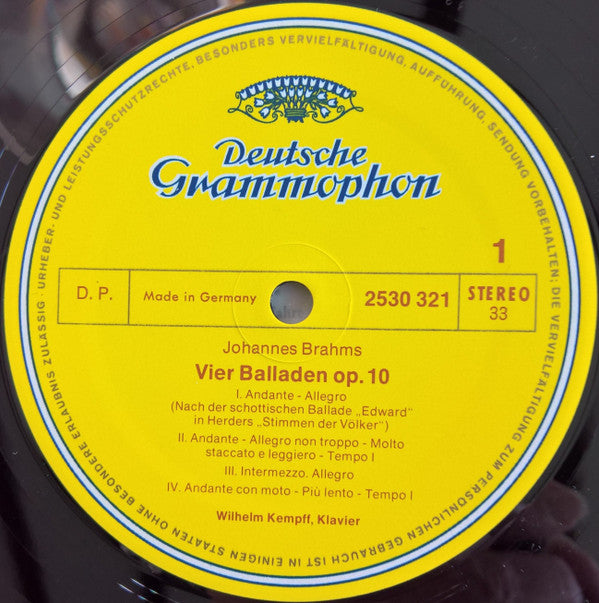 Deutsche
Grammophon
1
D. P.
Made in Germany
2530 321
STEREO
33
Johannes Brahms
Vier Balladen op. 10
I. Andante - Allegro
(Nach der schottischen Ballade „Edward“
in Herders „Stimmen der Völker“)
II. Andante - Allegro non troppo - Molto
staccato e leggiero - Tempo I
III. Intermezzo. Allegro
IV. Andante con moto - Più lento - Tempo I
Wilhelm Kempff, Klavier
URHEBER- UND LEISTUNGSSCHUTZRECHTE, BESONDERS VERVIELFÄLTIGUNG, AUFFÜHRUNG, SENDUNG VORBEHALTEN; DIE VERVIELFÄLTIGUNG ZUM PERSÖNLICHEN GEBRAUCH IST IN EINIGEN STAATEN OHNE BESONDERE ERLAUBNIS ZULÄSSIG ·